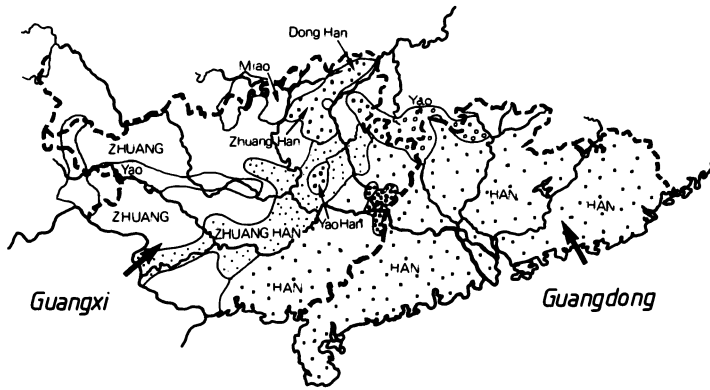 Dong Han
Miao
Yao
ZHUANG
Zhuang Han
Yao
HAN
HAN
ZHUANG
ZHUANG HAN
Yao Han
HAN
HAN
Guangxi
Guangdong